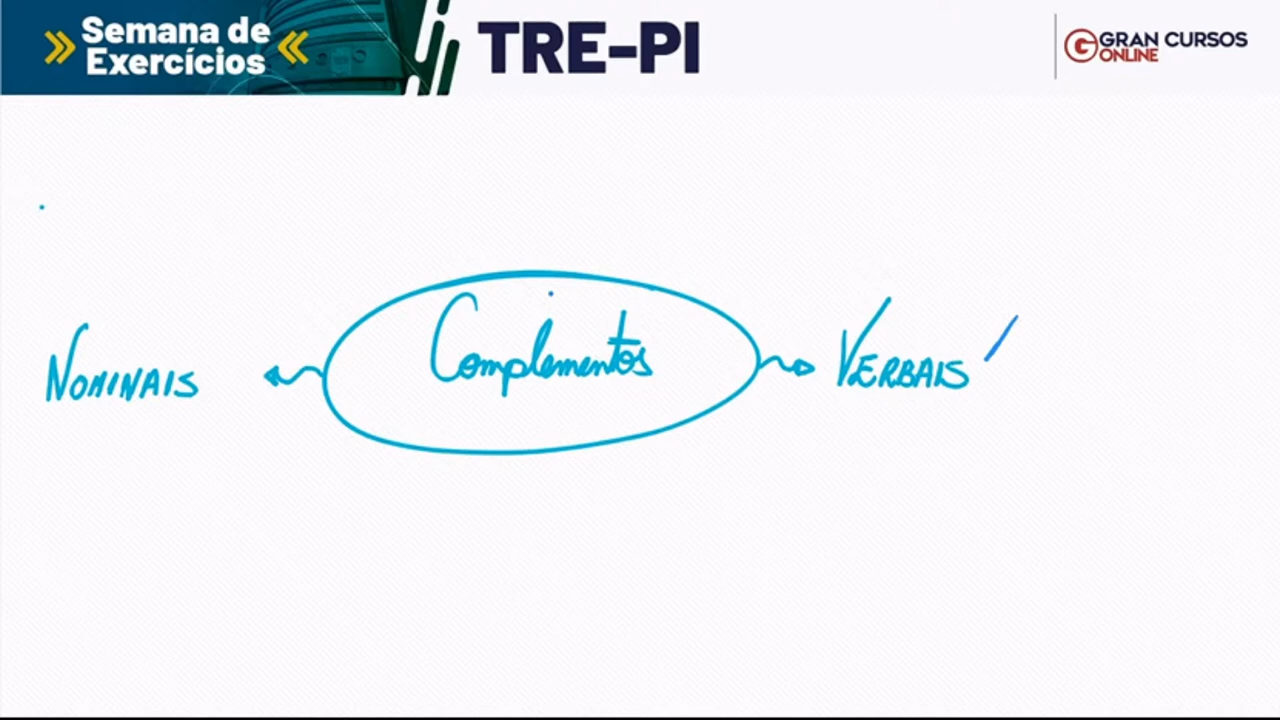 » Semana de Exercícios «
TRE-PI
GRAN CURSOS
ONLINE
Complementos
NOMINAIS
VERBAIS